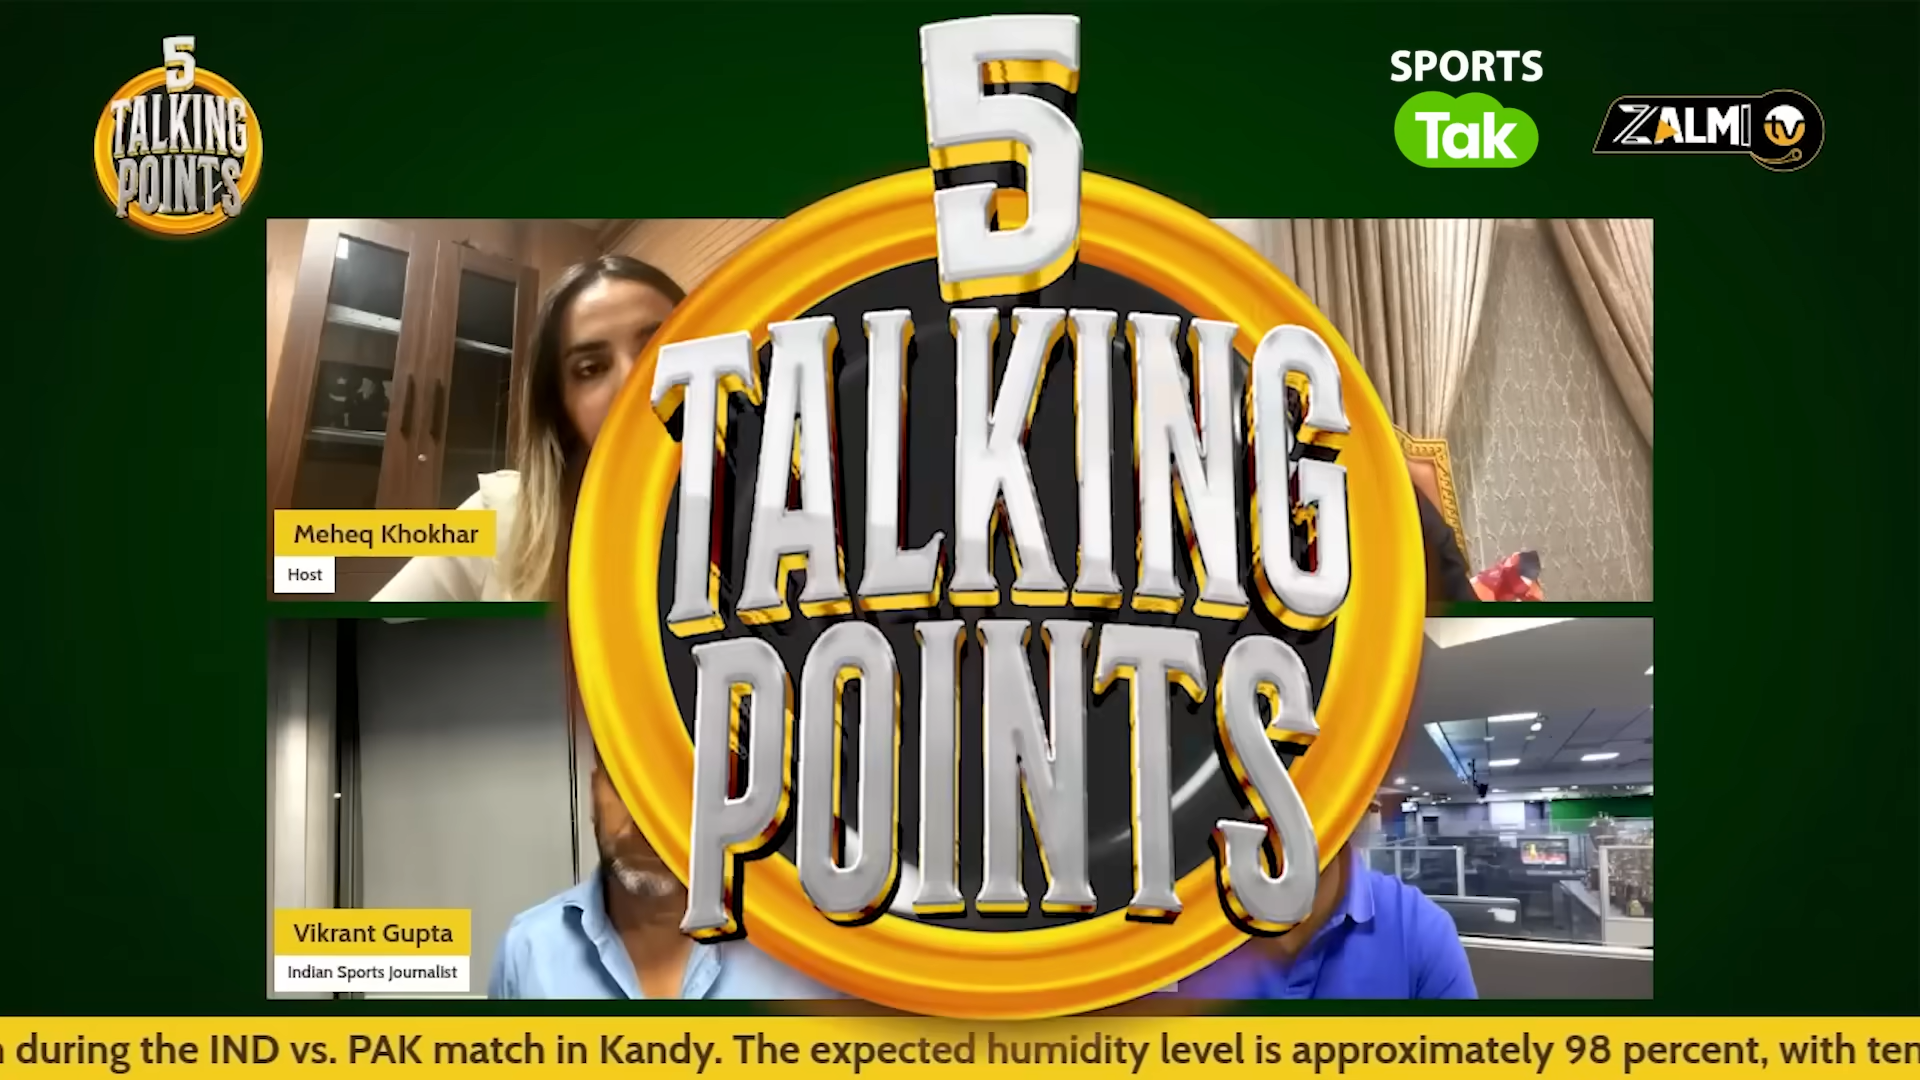 5
TALKING
POINTS
SPORTS
Tak
ZALMI tv
5
TALKING
POINTS
Meheq Khokhar
Host
Vikrant Gupta
Indian Sports Journalist
during the IND vs. PAK match in Kandy. The expected humidity level is approximately 98 percent, with